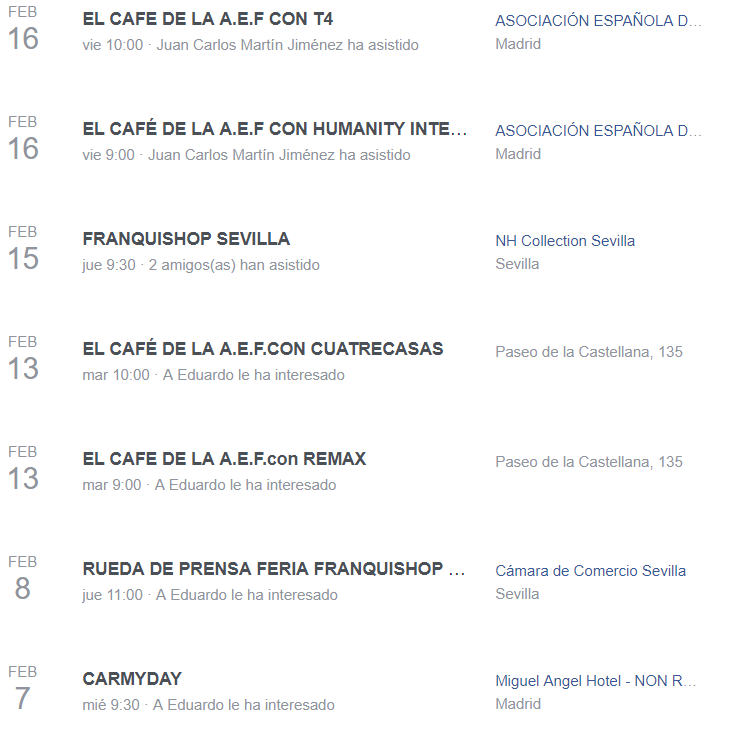 FEB
16
EL CAFE DE LA A.E.F CON T4
vie 10:00 · Juan Carlos Martín Jiménez ha asistido
ASOCIACIÓN ESPAÑOLA D...
Madrid
FEB
16
EL CAFÉ DE LA A.E.F CON HUMANITY INTE...
vie 9:00 · Juan Carlos Martín Jiménez ha asistido
ASOCIACIÓN ESPAÑOLA D...
Madrid
FEB
15
FRANQUISHOP SEVILLA
jue 9:30 · 2 amigos(as) han asistido
NH Collection Sevilla
Sevilla
FEB
13
EL CAFÉ DE LA A.E.F.CON CUATRECASAS
mar 10:00 · A Eduardo le ha interesado
Paseo de la Castellana, 135
FEB
13
EL CAFE DE LA A.E.F.con REMAX
mar 9:00 · A Eduardo le ha interesado
Paseo de la Castellana, 135
FEB
8
RUEDA DE PRENSA FERIA FRANQUISHOP ...
jue 11:00 · A Eduardo le ha interesado
Cámara de Comercio Sevilla
Sevilla
FEB
7
CARMYDAY
mié 9:30 · A Eduardo le ha interesado
Miguel Angel Hotel - NON R...
Madrid